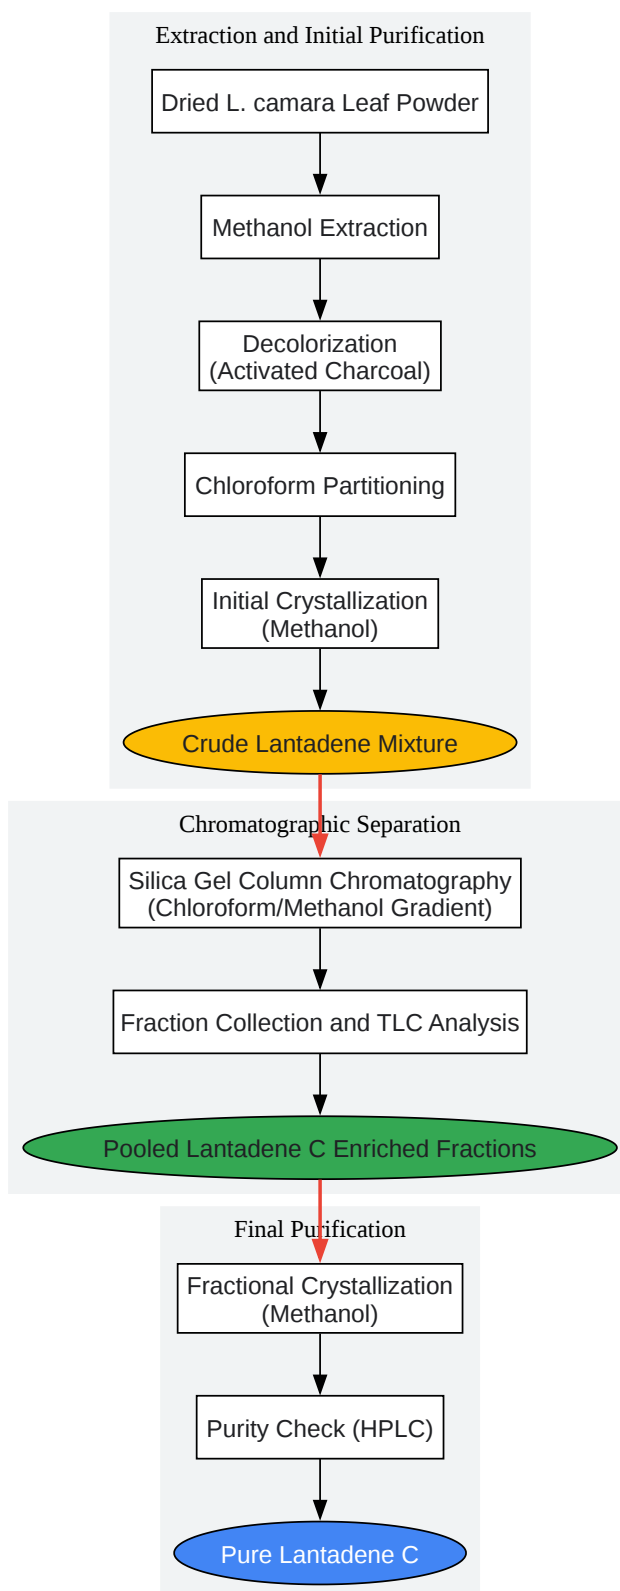 Extraction and Initial Purification
Dried L. camara Leaf Powder
Methanol Extraction
Decolorization
(Activated Charcoal)
Chloroform Partitioning
Initial Crystallization
(Methanol)
Crude Lantadene Mixture
Chromatographic Separation
Silica Gel Column Chromatography
(Chloroform/Methanol Gradient)
Fraction Collection and TLC Analysis
Pooled Lantadene C Enriched Fractions
Final Purification
Fractional Crystallization
(Methanol)
Purity Check (HPLC)
Pure Lantadene C